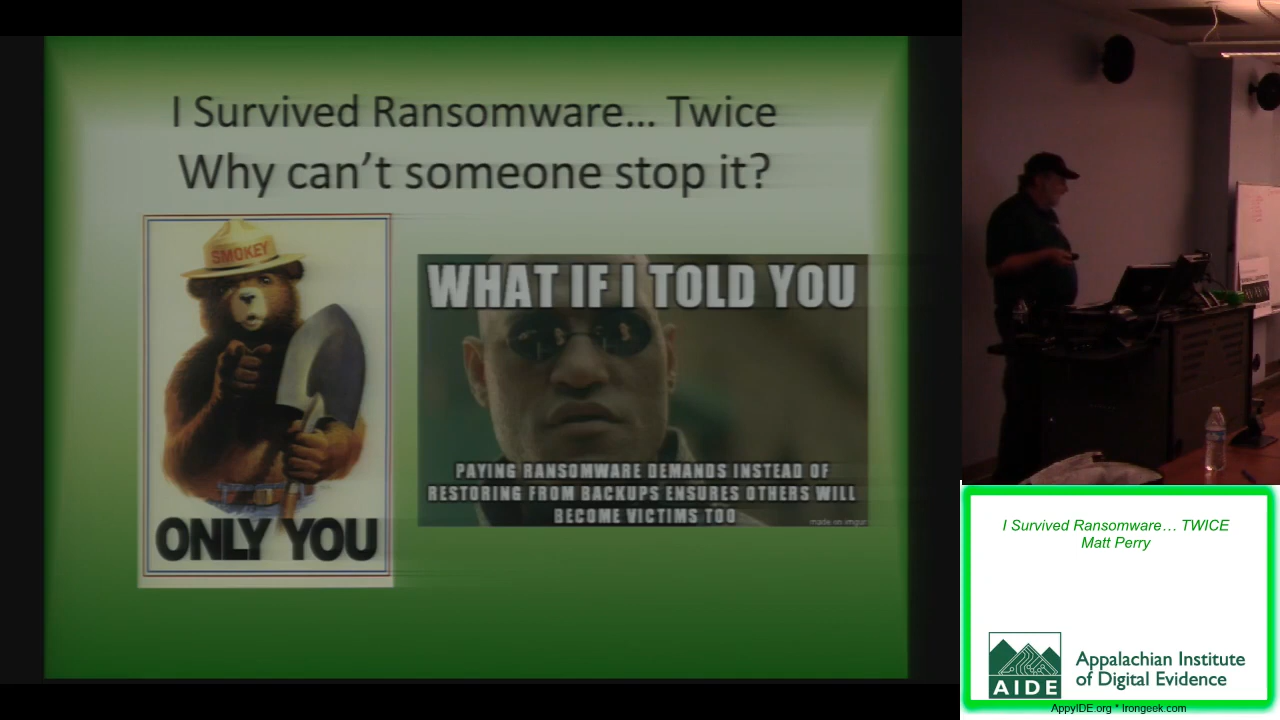 I Survived Ransomware... Twice
Why can't someone stop it?
SMOKEY
ONLY YOU
WHAT IF I TOLD YOU
PAYING RANSOMWARE DEMANDS INSTEAD OF
RESTORING FROM BACKUPS ENSURES OTHERS WILL
BECOME VICTIMS TOO
made on imgur
I Survived Ransomware... TWICE
Matt Perry
AIDE
Appalachian Institute
of Digital Evidence
AppyIDE.org * Irongeek.com